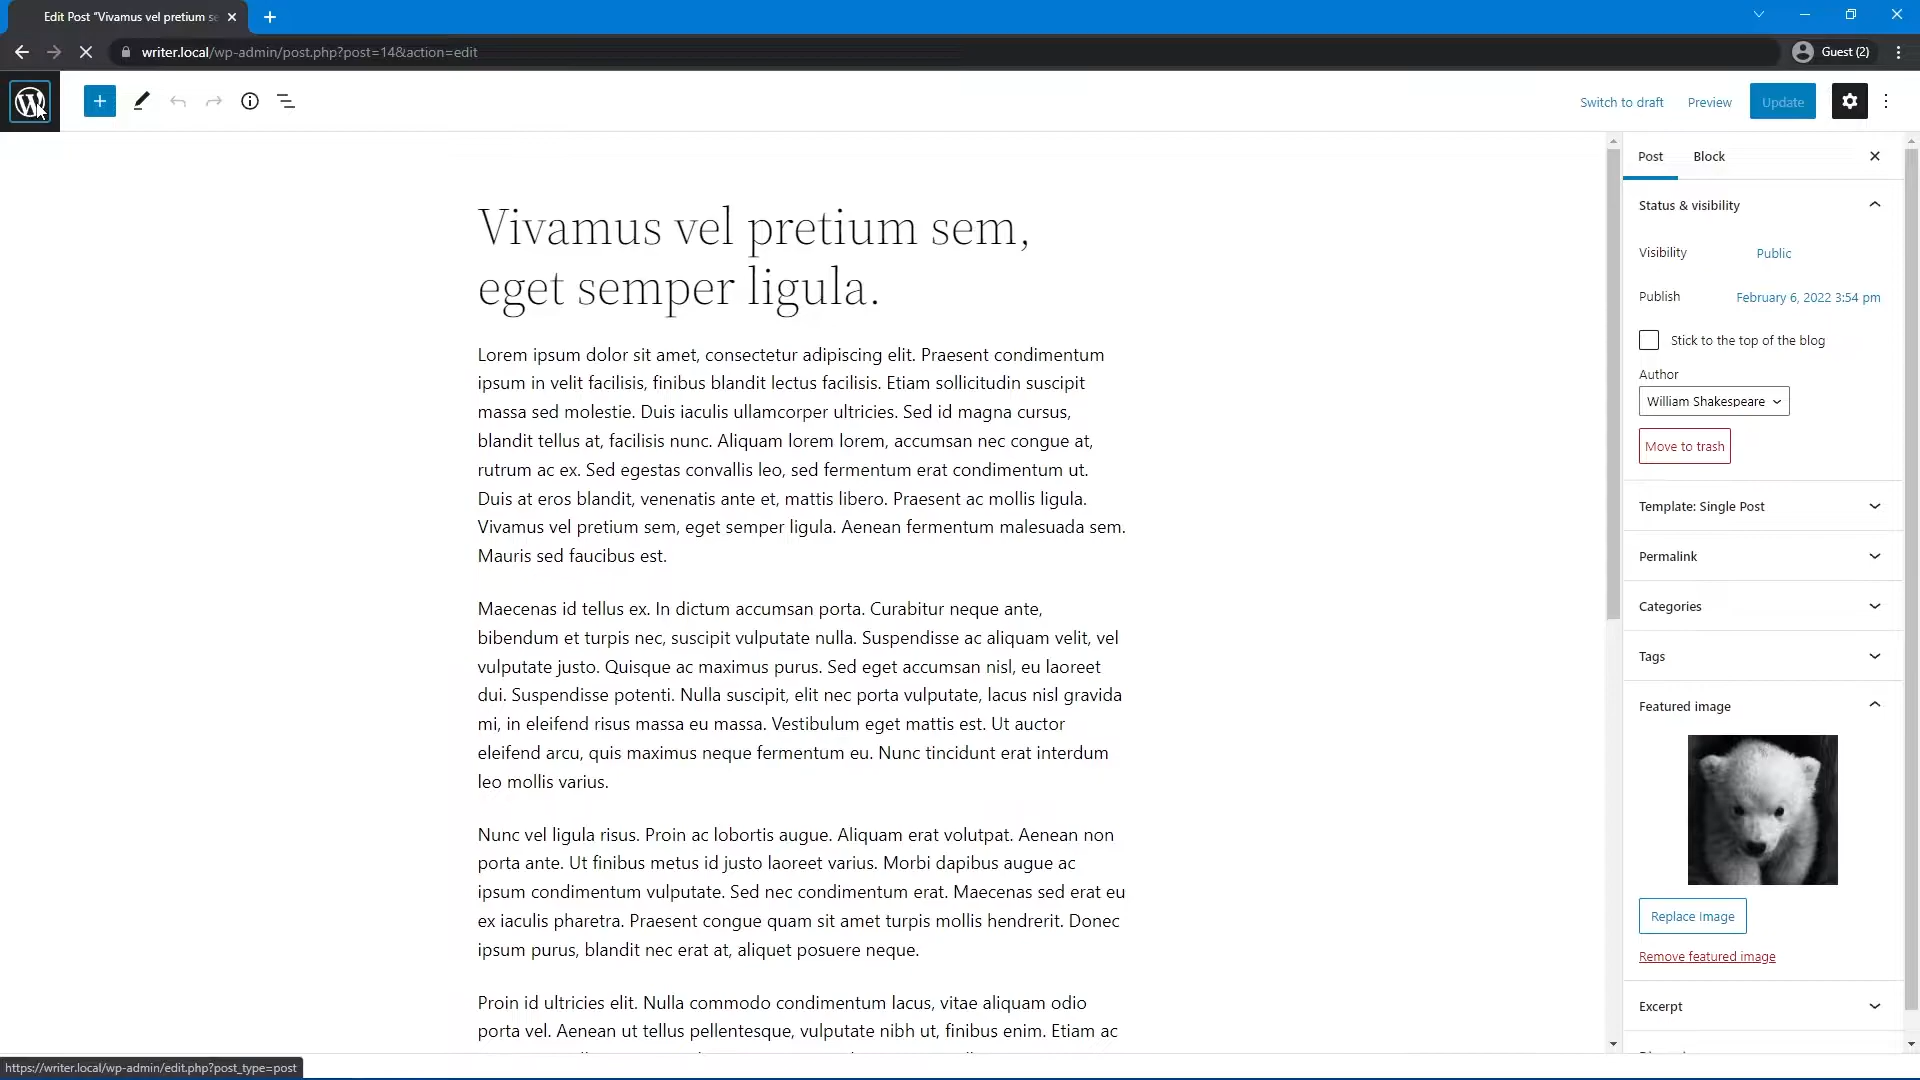 Edit Post "Vivamus vel pretium se
writer.local/wp-admin/post.php?post=14&action=edit
Guest (2)
Switch to draft
Preview
Update
Vivamus vel pretium sem,
eget semper ligula.
Lorem ipsum dolor sit amet, consectetur adipiscing elit. Praesent condimentum
ipsum in velit facilisis, finibus blandit lectus facilisis. Etiam sollicitudin suscipit
massa sed molestie. Duis iaculis ullamcorper ultricies. Sed id magna cursus,
blandit tellus at, facilisis nunc. Aliquam lorem lorem, accumsan nec congue at,
rutrum ac ex. Sed egestas convallis leo, sed fermentum erat condimentum ut.
Duis at eros blandit, venenatis ante et, mattis libero. Praesent ac mollis ligula.
Vivamus vel pretium sem, eget semper ligula. Aenean fermentum malesuada sem.
Mauris sed faucibus est.
Maecenas id tellus ex. In dictum accumsan porta. Curabitur neque ante,
bibendum et turpis nec, suscipit vulputate nulla. Suspendisse ac aliquam velit, vel
vulputate justo. Quisque ac maximus purus. Sed eget accumsan nisl, eu laoreet
dui. Suspendisse potenti. Nulla suscipit, elit nec porta vulputate, lacus nisl gravida
mi, in eleifend risus massa eu massa. Vestibulum eget mattis est. Ut auctor
eleifend arcu, quis maximus neque fermentum eu. Nunc tincidunt erat interdum
leo mollis varius.
Nunc vel ligula risus. Proin ac lobortis augue. Aliquam erat volutpat. Aenean non
porta ante. Ut finibus metus id justo laoreet varius. Morbi dapibus augue ac
ipsum condimentum vulputate. Sed nec condimentum erat. Maecenas sed erat eu
ex iaculis pharetra. Praesent congue quam sit amet turpis mollis hendrerit. Donec
ipsum purus, blandit nec erat at, aliquet posuere neque.
Proin id ultricies elit. Nulla commodo condimentum lacus, vitae aliquam odio
porta vel. Aenean ut tellus pellentesque, vulputate nibh ut, finibus enim. Etiam ac
Post
Block
Status & visibility
Visibility
Public
Publish
February 6, 2022 3:54 pm
Stick to the top of the blog
Author
William Shakespeare
Move to trash
Template: Single Post
Permalink
Categories
Tags
Featured image
Replace Image
Remove featured image
Excerpt
https://writer.local/wp-admin/edit.php?post_type=post